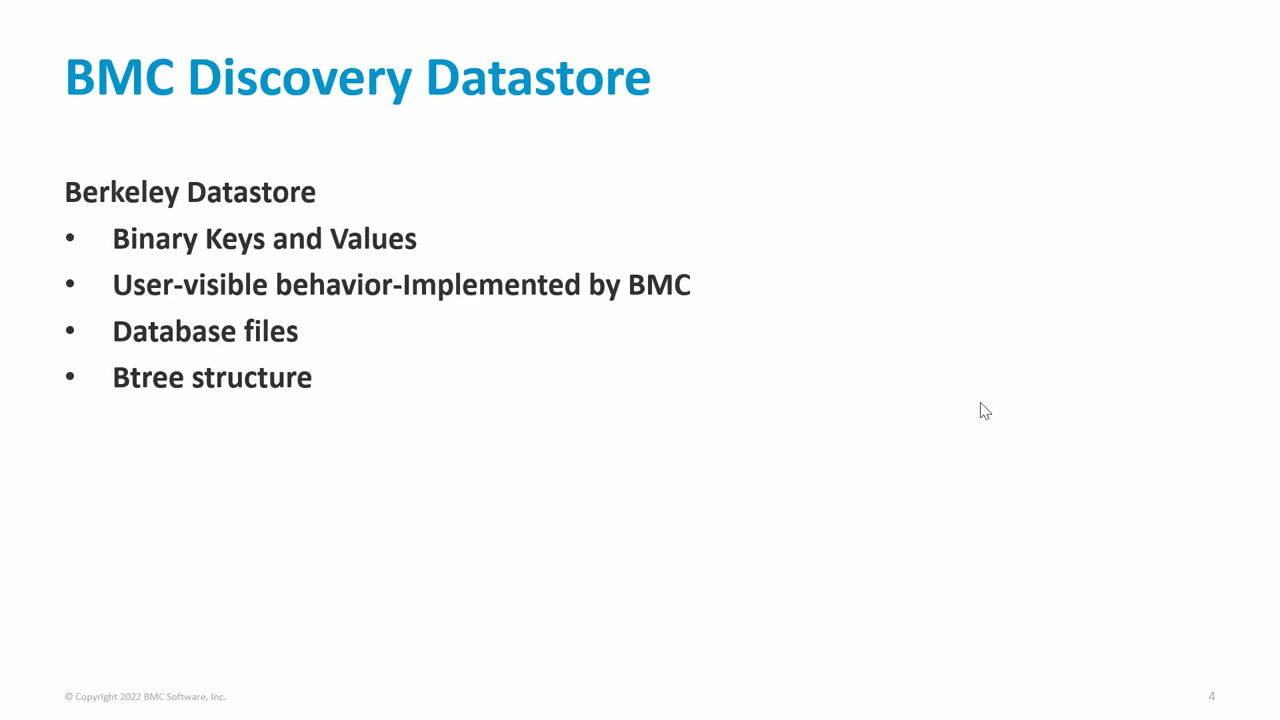 BMC Discovery Datastore
Berkeley Datastore
• Binary Keys and Values
• User-visible behavior-Implemented by BMC
• Database files
• Btree structure
© Copyright 2022 BMC Software, Inc.
4